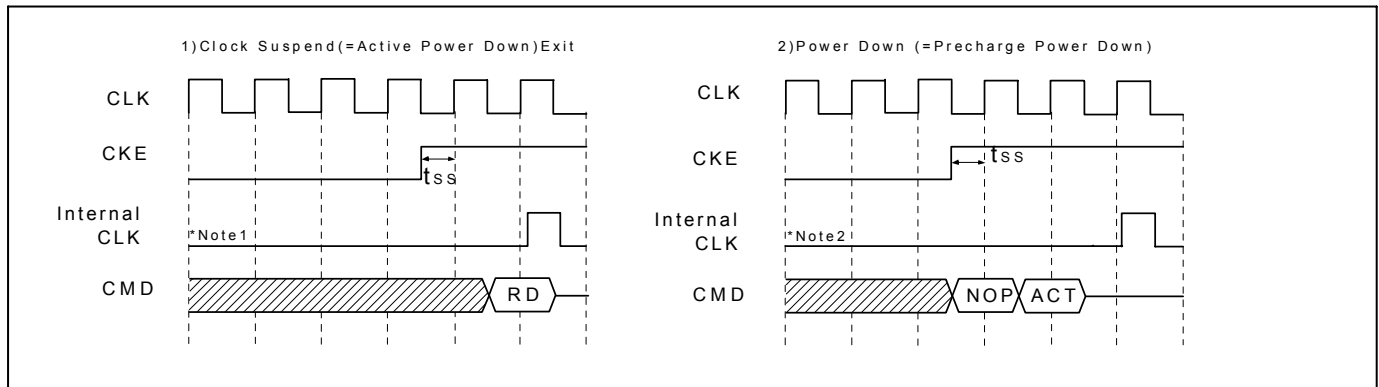 1)Clock Suspend(=Active Power Down)Exit
CLK
CKE
tss
Internal
CLK
*Note1
CMD
RD
2)Power Down (=Precharge Power Down)
CLK
CKE
tss
Internal
CLK
*Note2
CMD
NOP
ACT